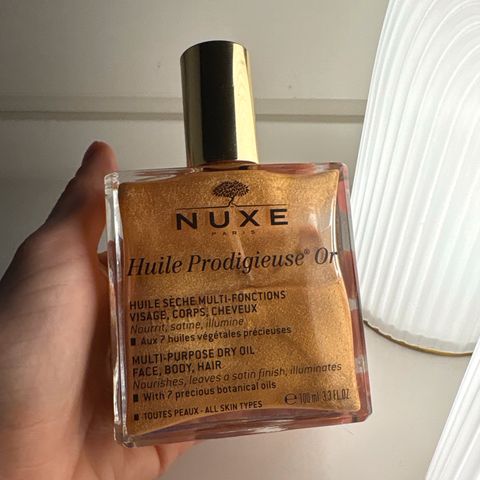 NUXE
PARIS
Huile Prodigieuse® Or
HUILE SÈCHE MULTI-FONCTIONS
VISAGE, CORPS, CHEVEUX
Nourrit, satine, illumine
■ Aux 7 huiles végétales précieuses
MULTI-PURPOSE DRY OIL
FACE, BODY, HAIR
Nourishes, leaves a satin finish, illuminates
■ With 7 precious botanical oils
■ TOUTES PEAUX - ALL SKIN TYPES
℮ 100 ml 3.3 FL.OZ.